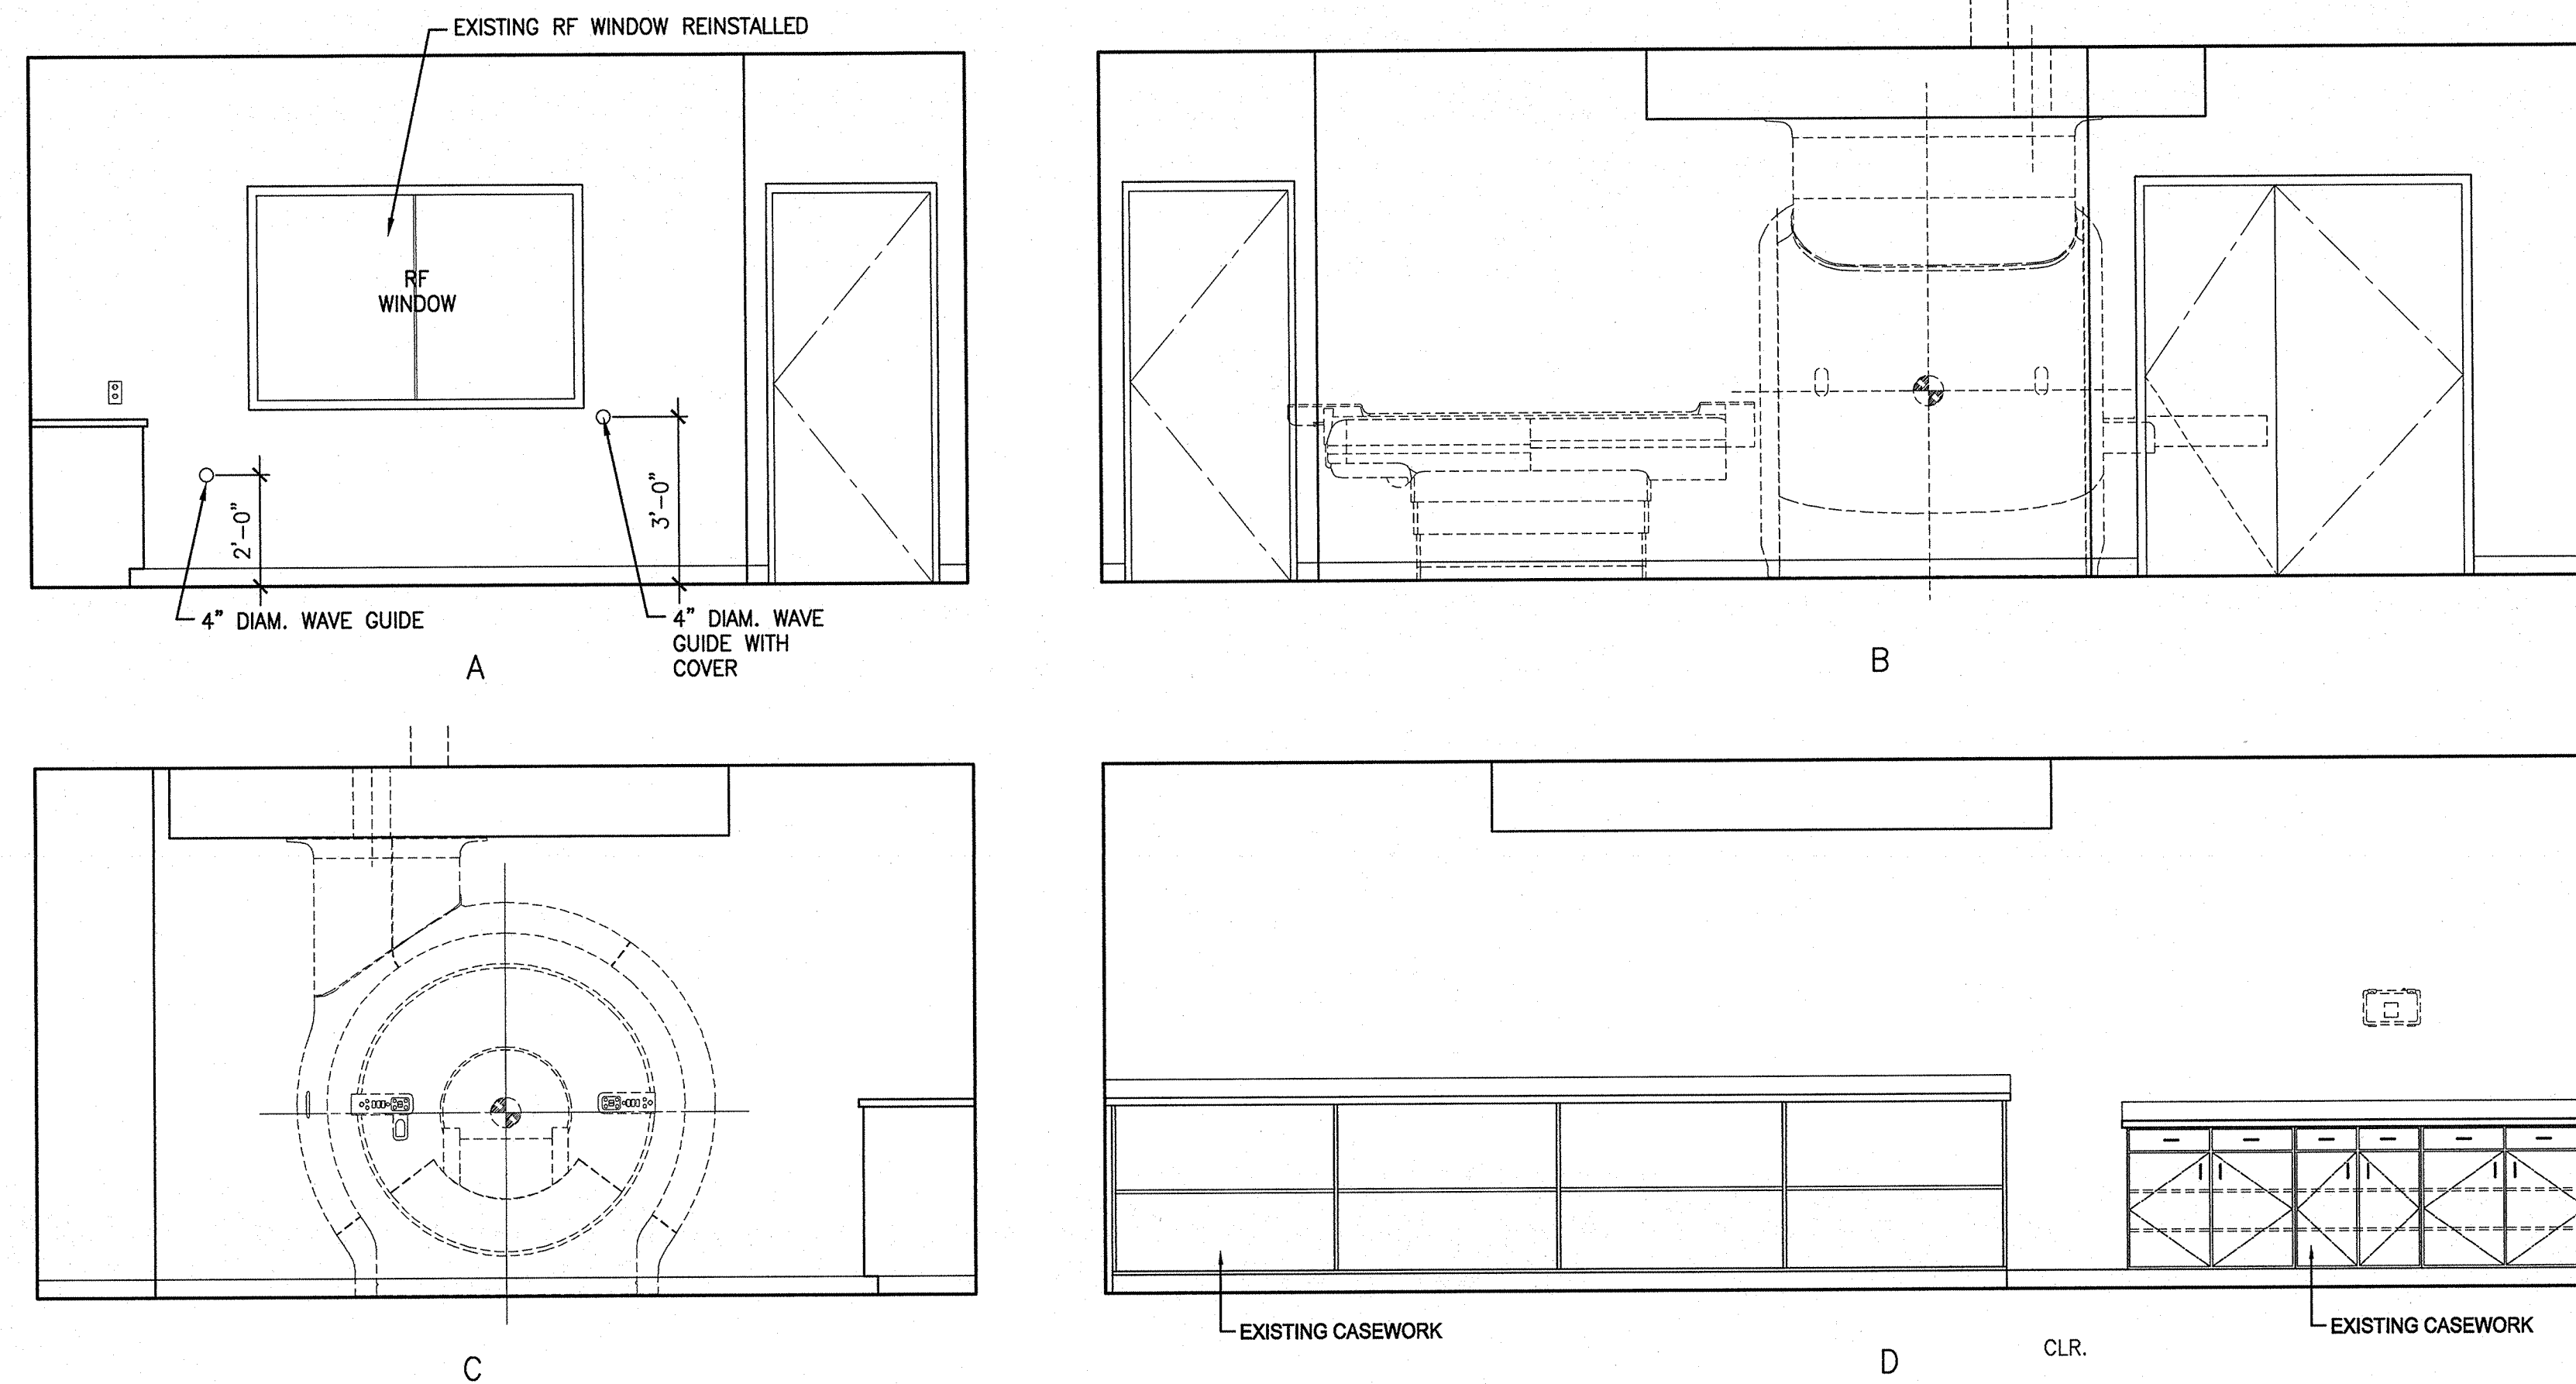 EXISTING RF WINDOW REINSTALLED
RF
WINDOW
2'-0"
3'-0"
4" DIAM. WAVE GUIDE
4" DIAM. WAVE
GUIDE WITH
COVER
A
B
EXISTING CASEWORK
EXISTING CASEWORK
CLR.
C
D